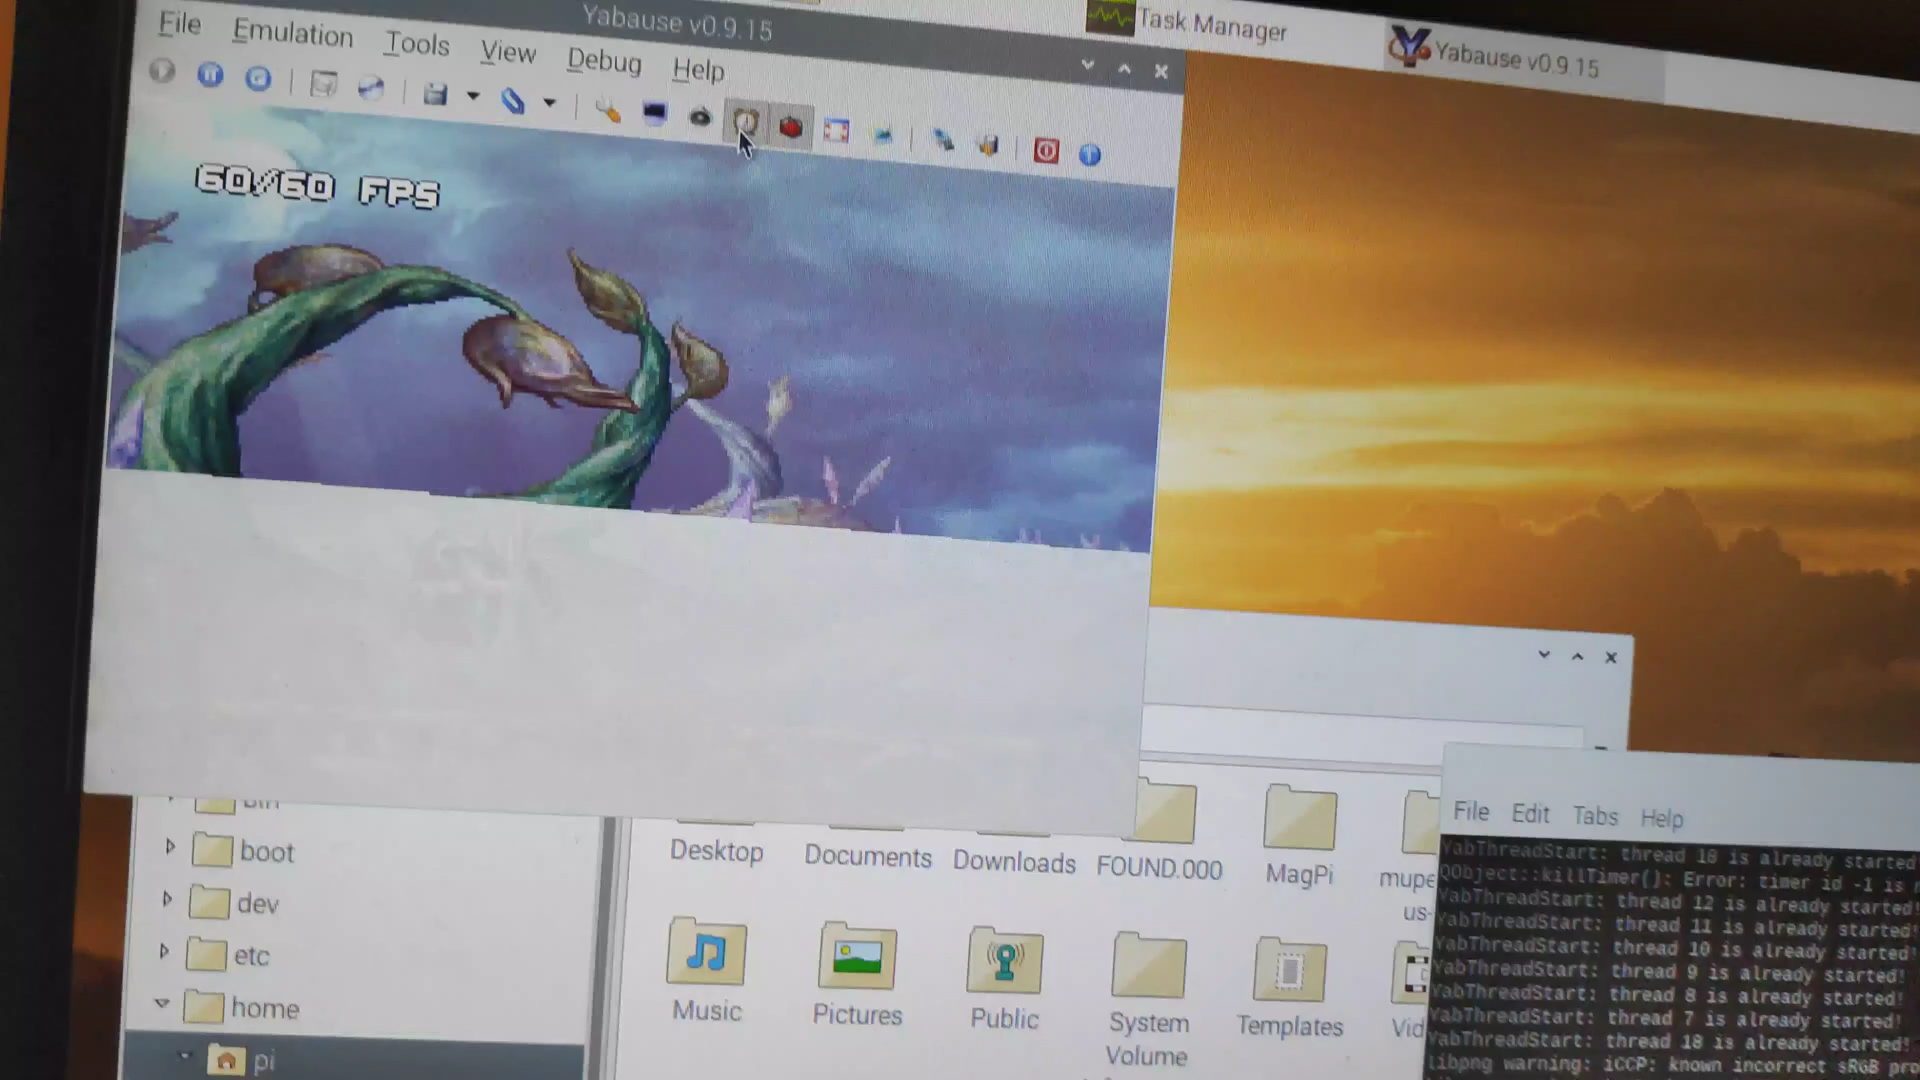 Yabause v0.9.15
Task Manager
Yabause v0.9.15
File Emulation Tools View Debug Help
60/60 FPS
bin
boot
dev
etc
home
pi
Desktop Documents Downloads FOUND.000 MagPi mupe
us-
Music Pictures Public System Templates Vid
Volume
File Edit Tabs Help
YabThreadStart: thread 18 is already started
QObject::killTimer(): Error: timer id -1 is
YabThreadStart: thread 12 is already started!
YabThreadStart: thread 11 is already started!
YabThreadStart: thread 10 is already started!
YabThreadStart: thread 9 is already started!
YabThreadStart: thread 8 is already started!
YabThreadStart: thread 7 is already started!
YabThreadStart: thread 18 is already started!
libpng warning: iCCP: known incorrect sRGB pro